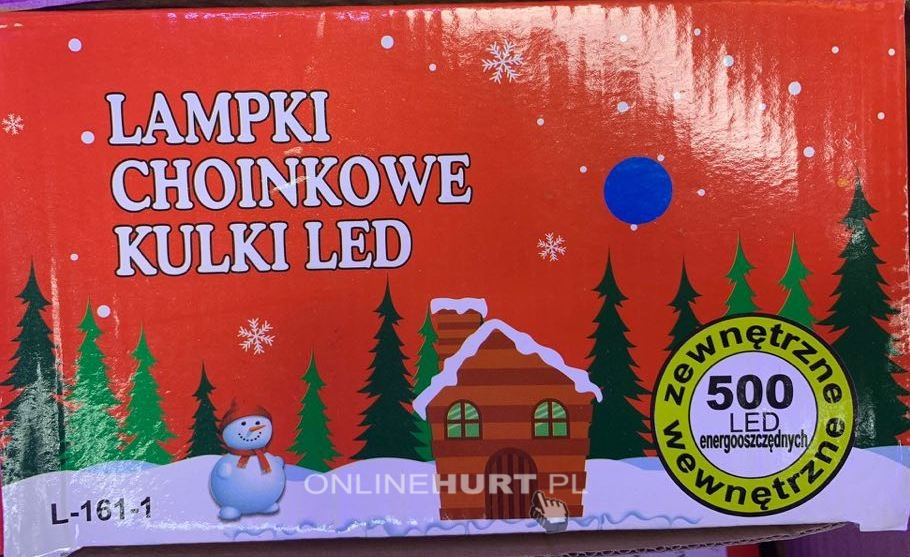 LAMPKI
CHOINKOWE
KULKI LED
zewnętrzne
500
LED
energooszczędnych
wewnętrzne
L-161-1
ONLINEHURT PL